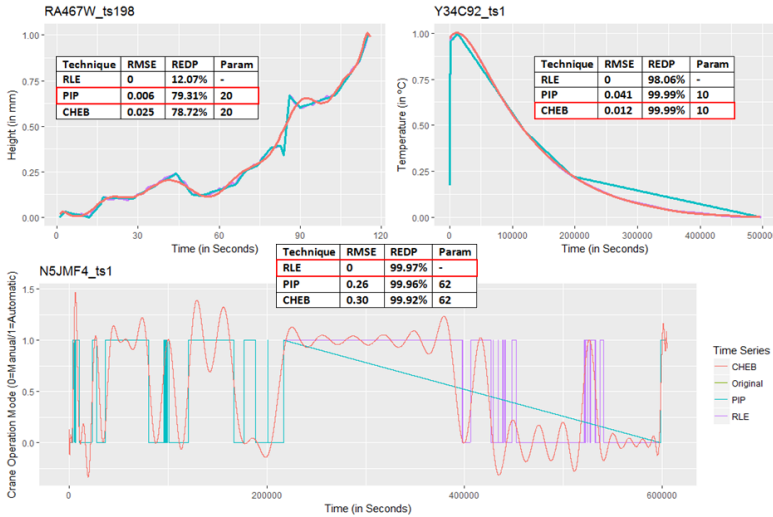 RA467W_ts198
Technique RMSE REDP Param
RLE 0 12.07% -
PIP 0.006 79.31% 20
CHEB 0.025 78.72% 20
Height (in mm)
1.00
0.75
0.50
0.25
0.00
0 30 60 90 120
Time (in Seconds)
Y34C92_ts1
Technique RMSE REDP Param
RLE 0 98.06% -
PIP 0.041 99.99% 10
CHEB 0.012 99.99% 10
Temperature (in ºC)
1.00
0.75
0.50
0.25
0.00
0 100000 200000 300000 400000 500000
Time (in Seconds)
N5JMF4_ts1
Technique RMSE REDP Param
RLE 0 99.97% -
PIP 0.26 99.96% 62
CHEB 0.30 99.92% 62
Crane Operation Mode (0=Manual/1=Automatic)
1.5
1.0
0.5
0.0
0 200000 400000 600000
Time (in Seconds)
Time Series
CHEB
Original
PIP
RLE